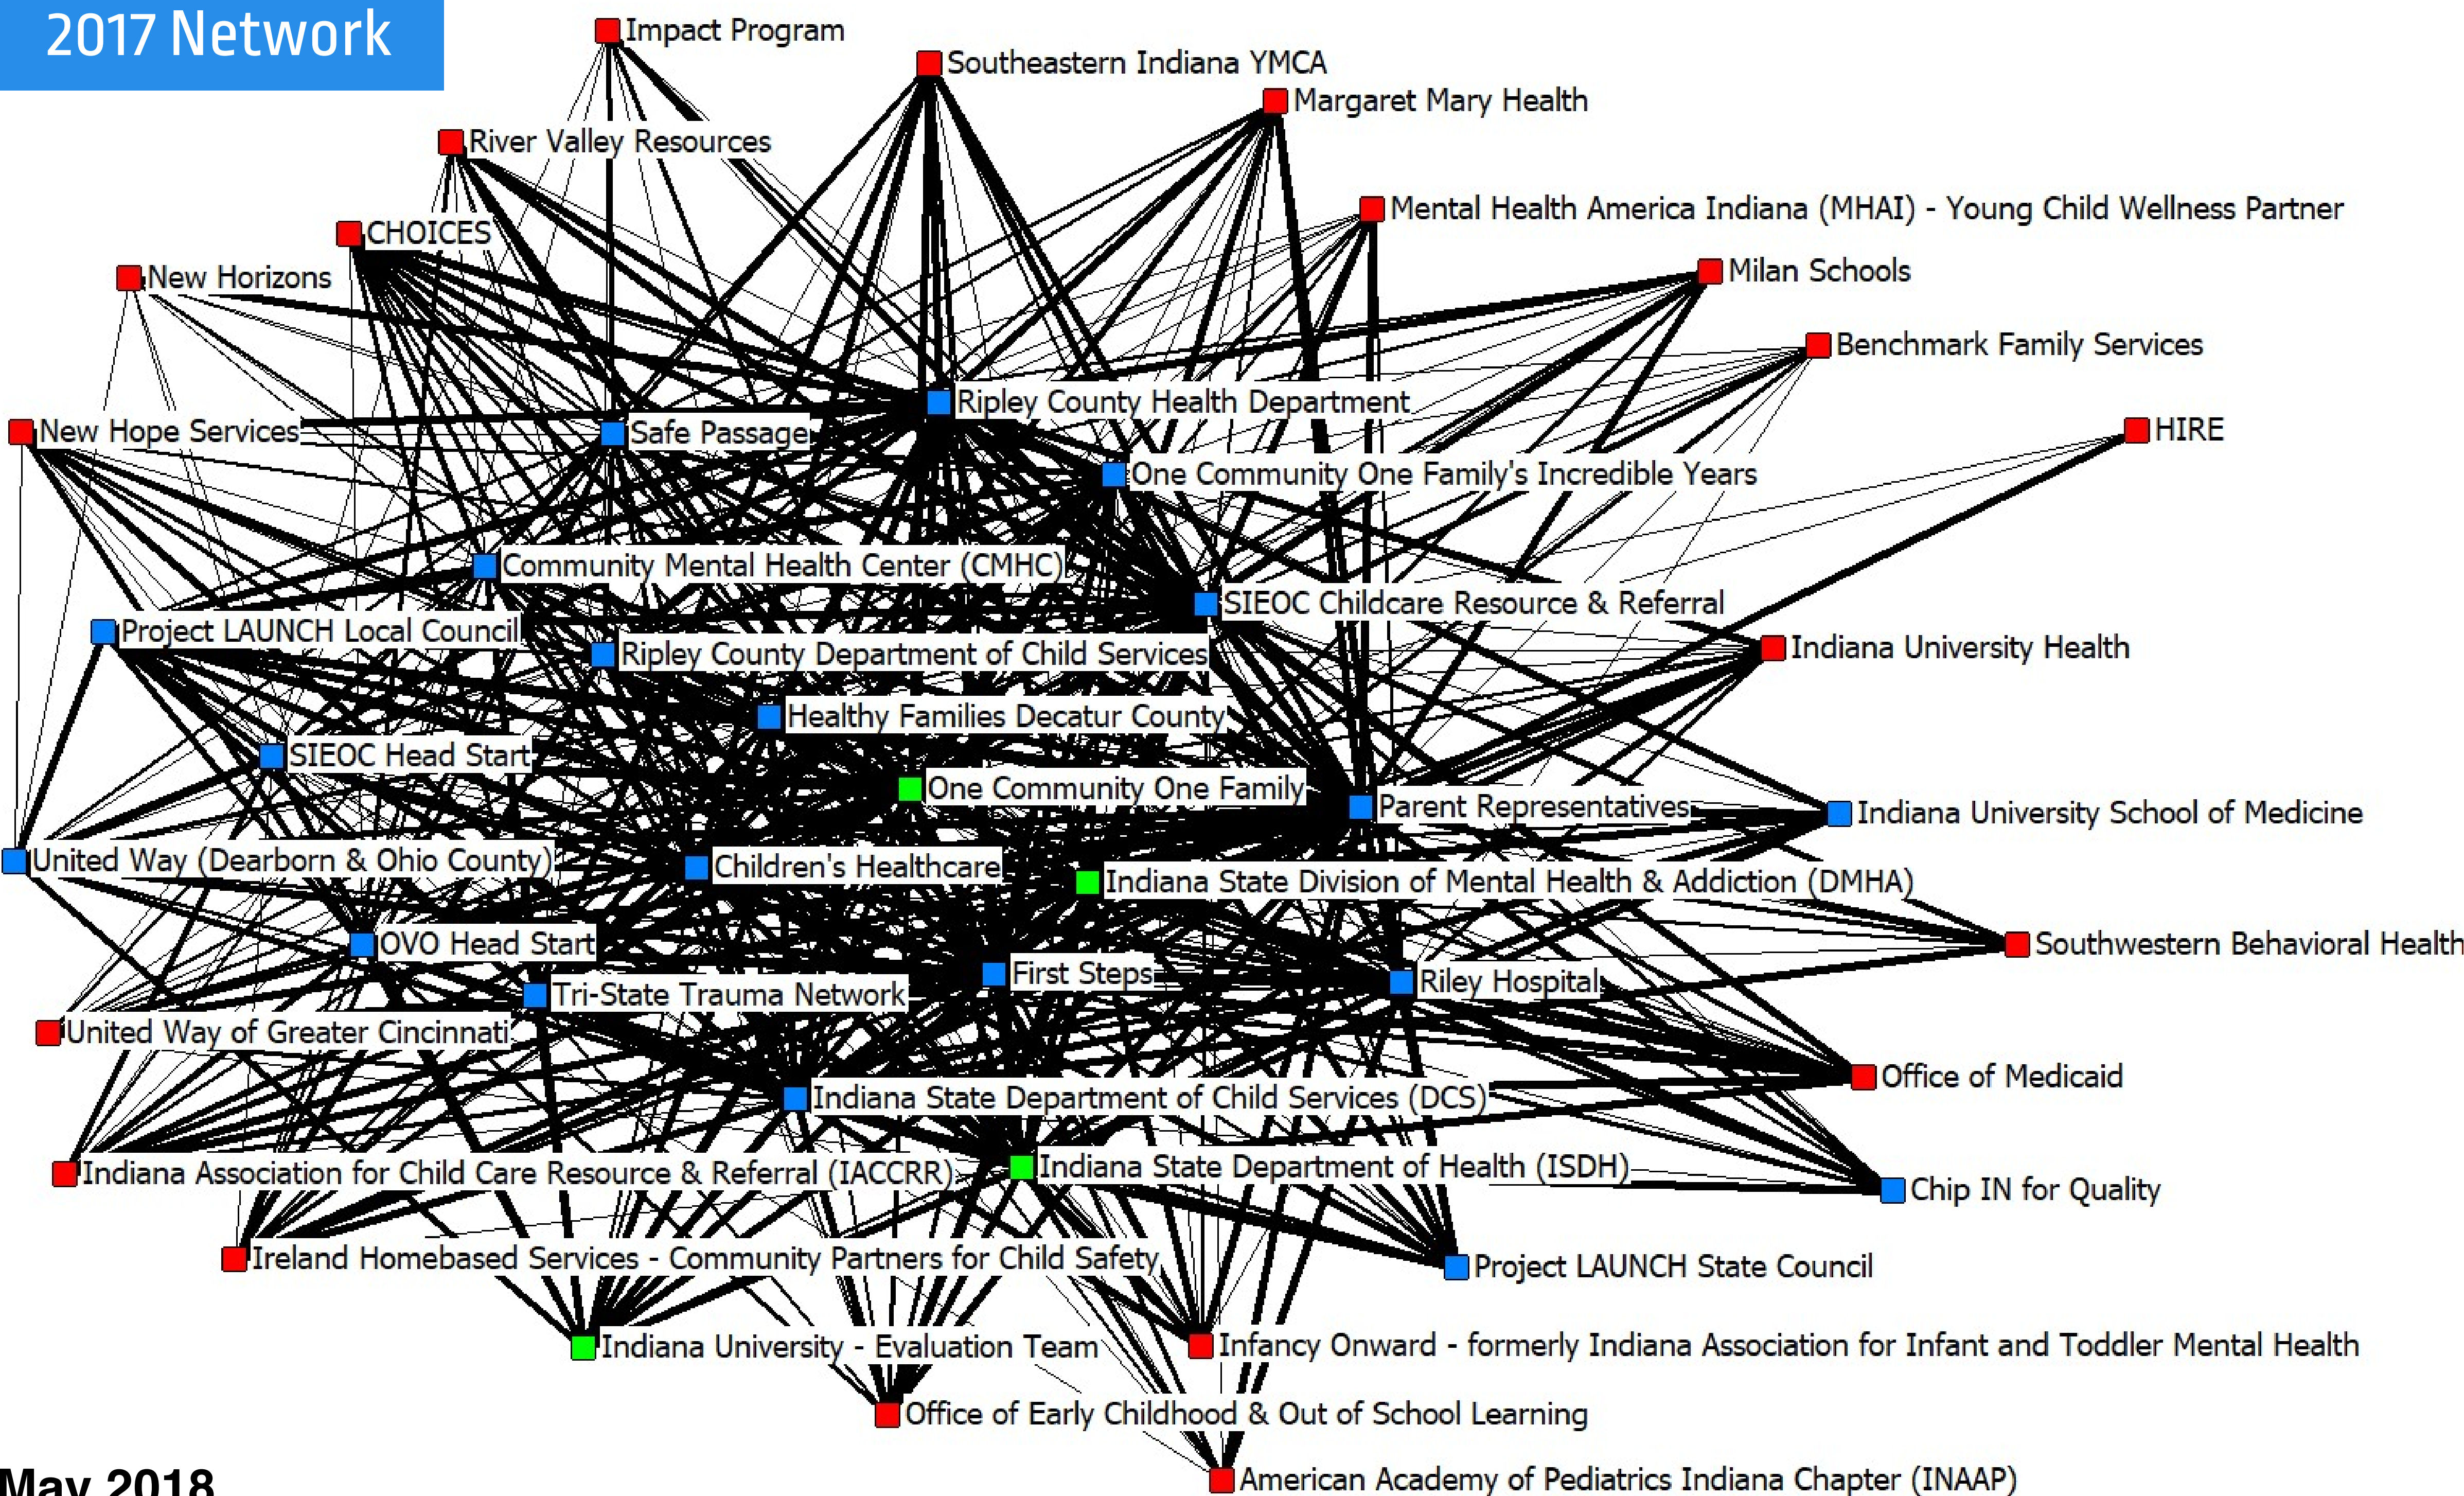 2017 Network
Impact Program
Southeastern Indiana YMCA
Margaret Mary Health
River Valley Resources
Mental Health America Indiana (MHAI) - Young Child Wellness Partner
CHOICES
Milan Schools
New Horizons
Benchmark Family Services
Ripley County Health Department
New Hope Services
Safe Passage
HIRE
One Community One Family's Incredible Years
Community Mental Health Center (CMHC)
SIEOC Childcare Resource & Referral
Project LAUNCH Local Council
Ripley County Department of Child Services
Indiana University Health
Healthy Families Decatur County
SIEOC Head Start
One Community One Family
Parent Representatives
Indiana University School of Medicine
United Way (Dearborn & Ohio County)
Children's Healthcare
Indiana State Division of Mental Health & Addiction (DMHA)
OVO Head Start
Southwestern Behavioral Health
First Steps
Riley Hospital
Tri-State Trauma Network
United Way of Greater Cincinnati
Office of Medicaid
Indiana State Department of Child Services (DCS)
Indiana Association for Child Care Resource & Referral (IACCRR)
Indiana State Department of Health (ISDH)
Chip IN for Quality
Ireland Homebased Services - Community Partners for Child Safety
Project LAUNCH State Council
Indiana University - Evaluation Team
Infancy Onward - formerly Indiana Association for Infant and Toddler Mental Health
Office of Early Childhood & Out of School Learning
American Academy of Pediatrics Indiana Chapter (INAAP)
May 2018